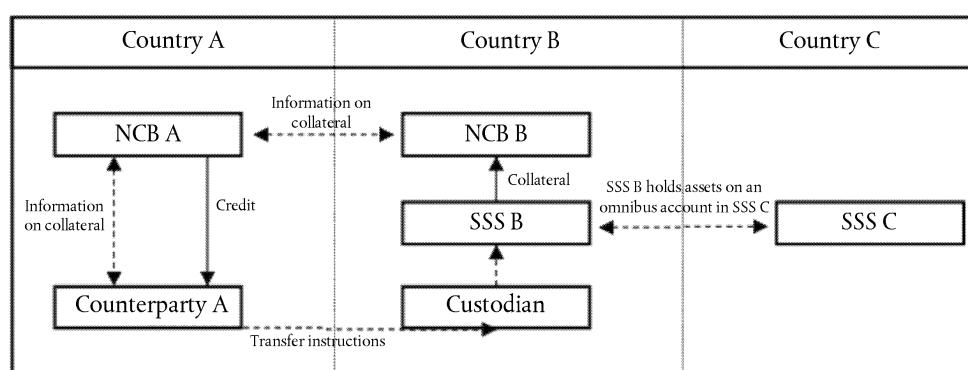 Country A
Country B
Country C
Information on
collateral
NCB A
NCB B
Collateral
SSS B holds assets on an
omnibus account in SSS C
Information
on collateral
Credit
SSS B
SSS C
Counterparty A
Custodian
Transfer instructions